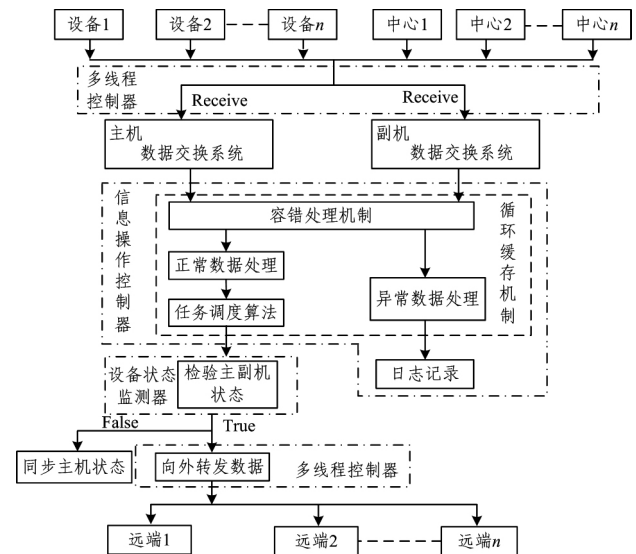 设备1
设备2
设备n
中心1
中心2
中心n
多线程
控制器
Receive
Receive
主机
数据交换系统
副机
数据交换系统
信息操作控制器
容错处理机制
循环缓存机制
正常数据处理
任务调度算法
异常数据处理
设备状态
监测器
检验主副机
状态
日志记录
False
True
同步主机状态
向外转发数据
多线程控制器
远端1
远端2
远端n